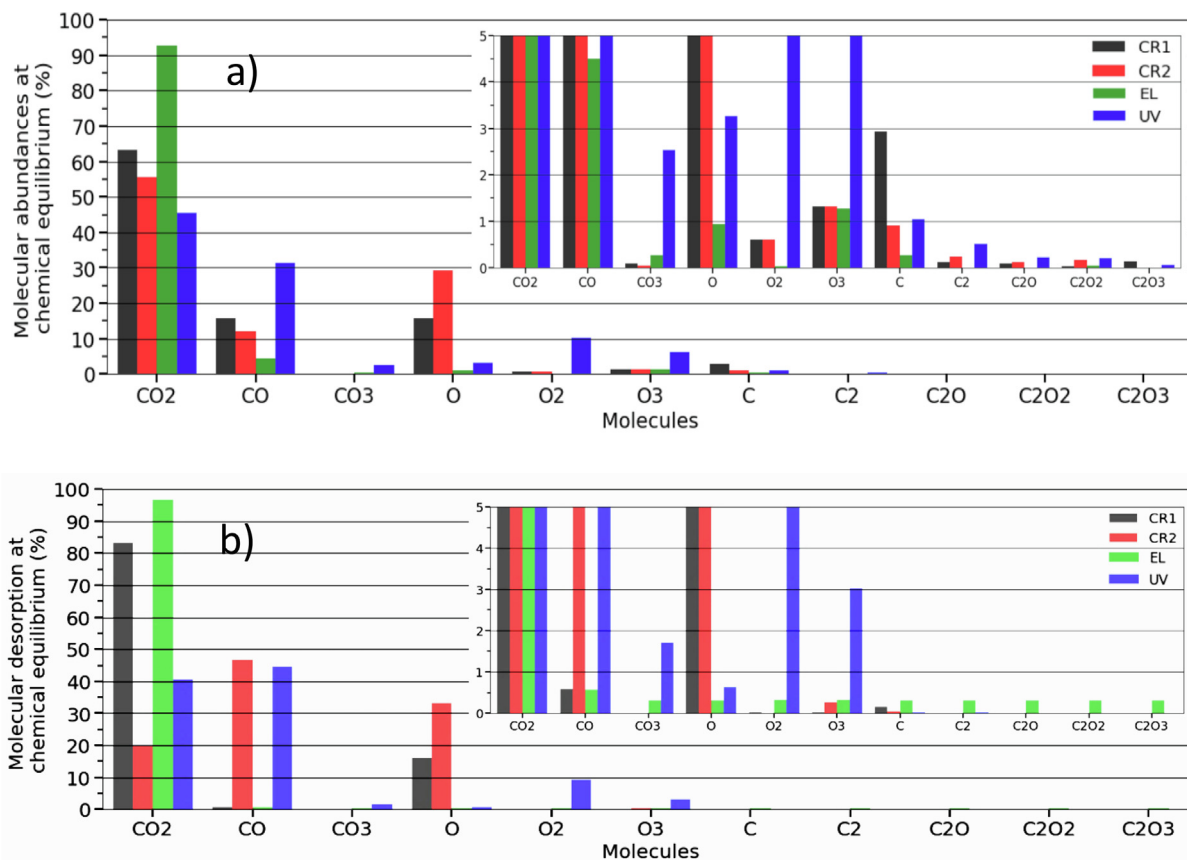 a)
Molecular abundances at
chemical equilibrium (%)
100
90
80
70
60
50
40
30
20
10
0
5
4
3
2
1
0
CR1
CR2
EL
UV
CO2 CO CO3 O O2 O3 C C2 C2O C2O2 C2O3
CO2 CO CO3 O O2 O3 C C2 C2O C2O2 C2O3
Molecules
b)
Molecular desorption at
chemical equilibrium (%)
100
90
80
70
60
50
40
30
20
10
0
5
4
3
2
1
0
CR1
CR2
EL
UV
CO2 CO CO3 O O2 O3 C C2 C2O C2O2 C2O3
CO2 CO CO3 O O2 O3 C C2 C2O C2O2 C2O3
Molecules